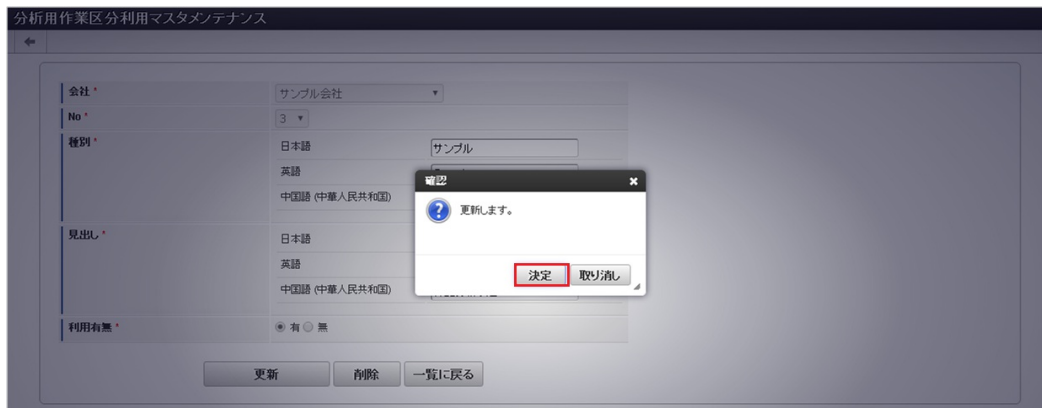 分析用作業区分利用マスタメンテナンス
会社 * サンプル会社
No * 3
種別 * 日本語 サンプル
英語
中国語 (中華人民共和国)
確認
更新します。
決定 取り消し
見出し * 日本語
英語
中国語 (中華人民共和国)
利用有無 * 有 無
更新 削除 一覧に戻る